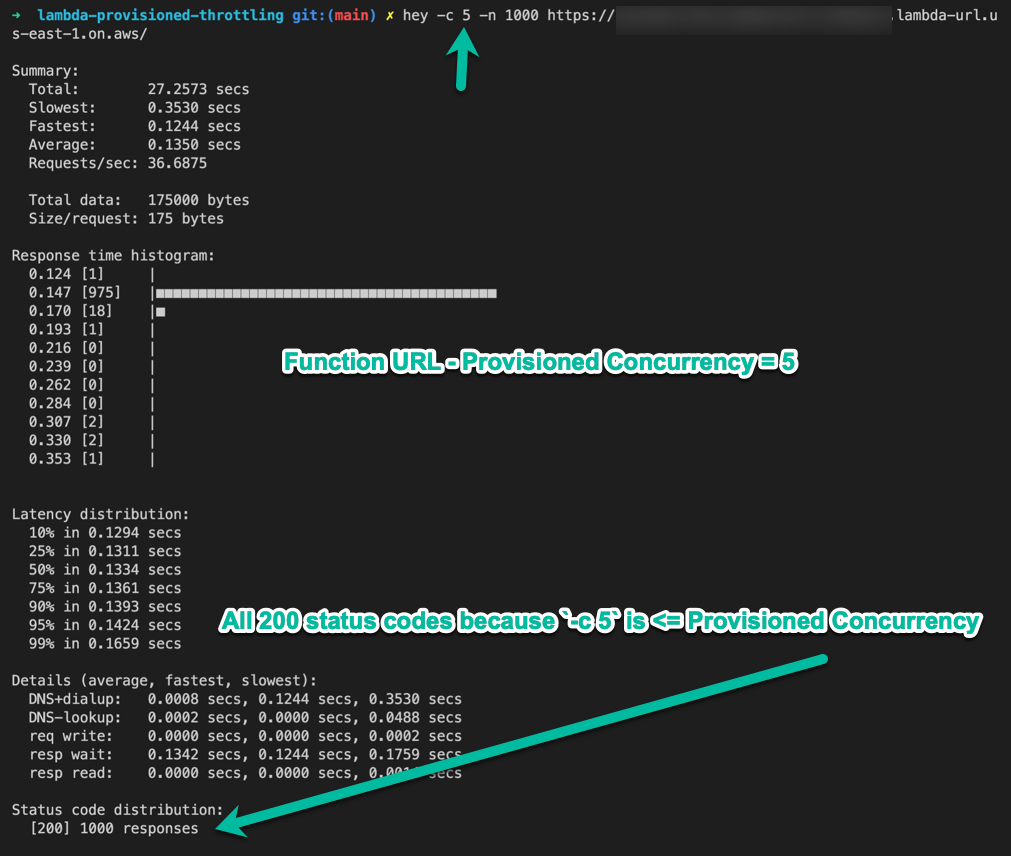 → lambda-provisioned-throttling git:(main) ✗ hey -c 5 -n 1000 https:// .lambda-url.u
s-east-1.on.aws/
Summary:
Total: 27.2573 secs
Slowest: 0.3530 secs
Fastest: 0.1244 secs
Average: 0.1350 secs
Requests/sec: 36.6875
Total data: 175000 bytes
Size/request: 175 bytes
Response time histogram:
0.124 [1] |
0.147 [975] |■■■■■■■■■■■■■■■■■■■■■■■■■■■■■■■■■■■■■■■■
0.170 [18] |■
0.193 [1] |
0.216 [0] |
0.239 [0] |
Function URL - Provisioned Concurrency = 5
0.262 [0] |
0.284 [0] |
0.307 [2] |
0.330 [2] |
0.353 [1] |
Latency distribution:
10% in 0.1294 secs
25% in 0.1311 secs
50% in 0.1334 secs
75% in 0.1361 secs
90% in 0.1393 secs
All 200 status codes because `-c 5` is <= Provisioned Concurrency
95% in 0.1424 secs
99% in 0.1659 secs
Details (average, fastest, slowest):
DNS+dialup: 0.0008 secs, 0.1244 secs, 0.3530 secs
DNS-lookup: 0.0002 secs, 0.0000 secs, 0.0488 secs
req write: 0.0000 secs, 0.0000 secs, 0.0002 secs
resp wait: 0.1342 secs, 0.1244 secs, 0.1759 secs
resp read: 0.0000 secs, 0.0000 secs, secs
Status code distribution:
[200] 1000 responses